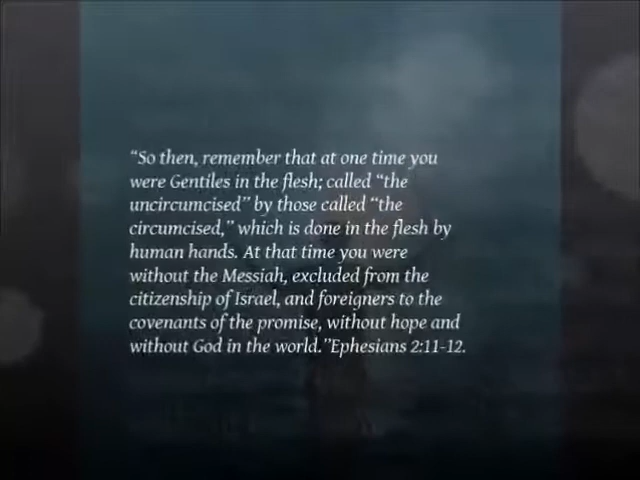 “So then, remember that at one time you
were Gentiles in the flesh; called “the
uncircumcised” by those called “the
circumcised,” which is done in the flesh by
human hands. At that time you were
without the Messiah, excluded from the
citizenship of Israel, and foreigners to the
covenants of the promise, without hope and
without God in the world.”Ephesians 2:11-12.